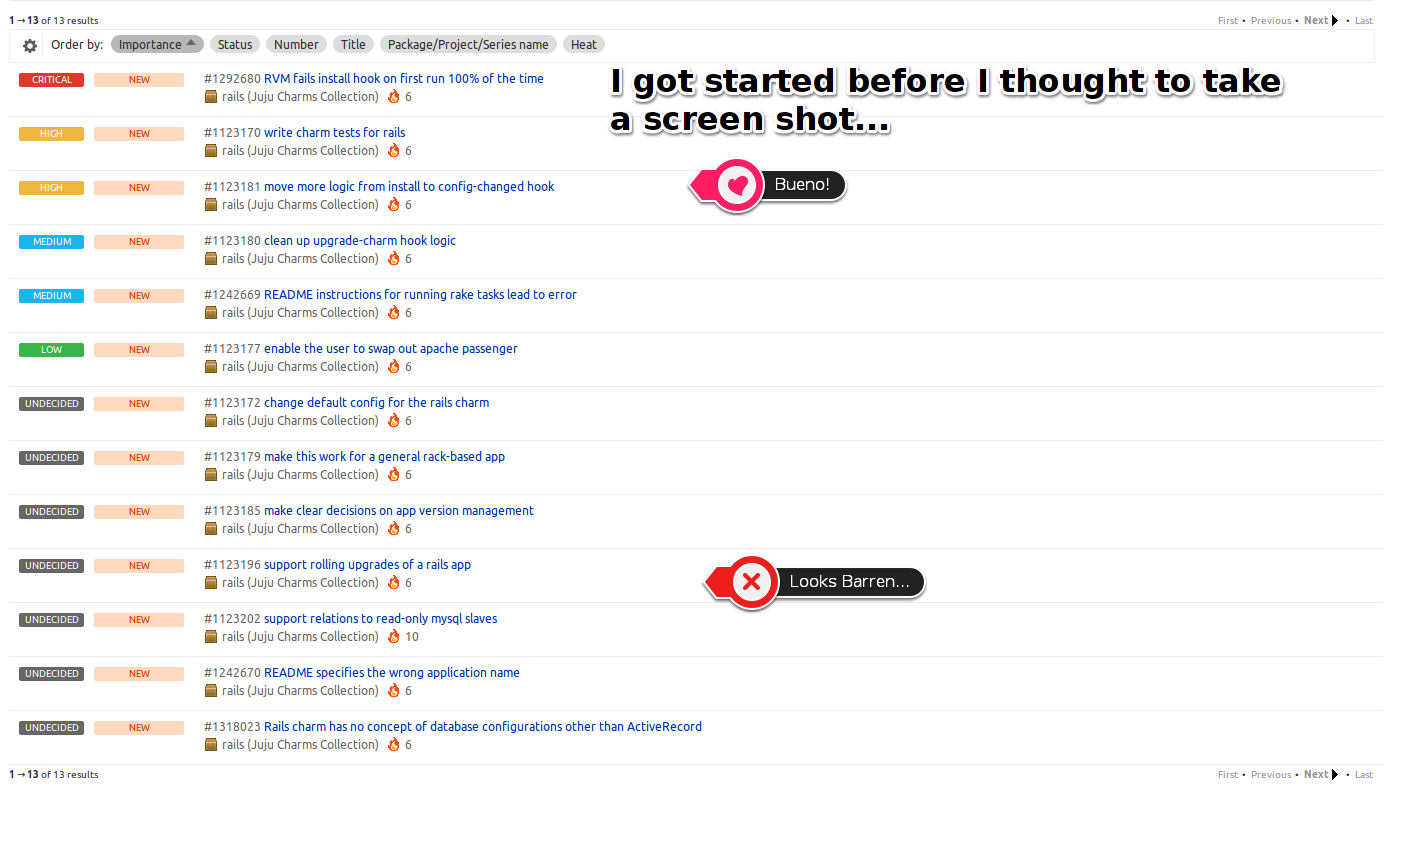 1 → 13 of 13 results First • Previous • Next • Last
Order by: Importance Status Number Title Package/Project/Series name Heat
CRITICAL NEW #1292680 RVM fails install hook on first run 100% of the time
rails (Juju Charms Collection) 6
I got started before I thought to take
a screen shot...
HIGH NEW #1123170 write charm tests for rails
rails (Juju Charms Collection) 6
HIGH NEW #1123181 move more logic from install to config-changed hook
Bueno!
rails (Juju Charms Collection) 6
MEDIUM NEW #1123180 clean up upgrade-charm hook logic
rails (Juju Charms Collection) 6
MEDIUM NEW #1242669 README instructions for running rake tasks lead to error
rails (Juju Charms Collection) 6
LOW NEW #1123177 enable the user to swap out apache passenger
rails (Juju Charms Collection) 6
UNDECIDED NEW #1123172 change default config for the rails charm
rails (Juju Charms Collection) 6
UNDECIDED NEW #1123179 make this work for a general rack-based app
rails (Juju Charms Collection) 6
UNDECIDED NEW #1123185 make clear decisions on app version management
rails (Juju Charms Collection) 6
UNDECIDED NEW #1123196 support rolling upgrades of a rails app
rails (Juju Charms Collection) 6
Looks Barren...
UNDECIDED NEW #1123202 support relations to read-only mysql slaves
rails (Juju Charms Collection) 10
UNDECIDED NEW #1242670 README specifies the wrong application name
rails (Juju Charms Collection) 6
UNDECIDED NEW #1318023 Rails charm has no concept of database configurations other than ActiveRecord
rails (Juju Charms Collection) 6
1 → 13 of 13 results First • Previous • Next • Last